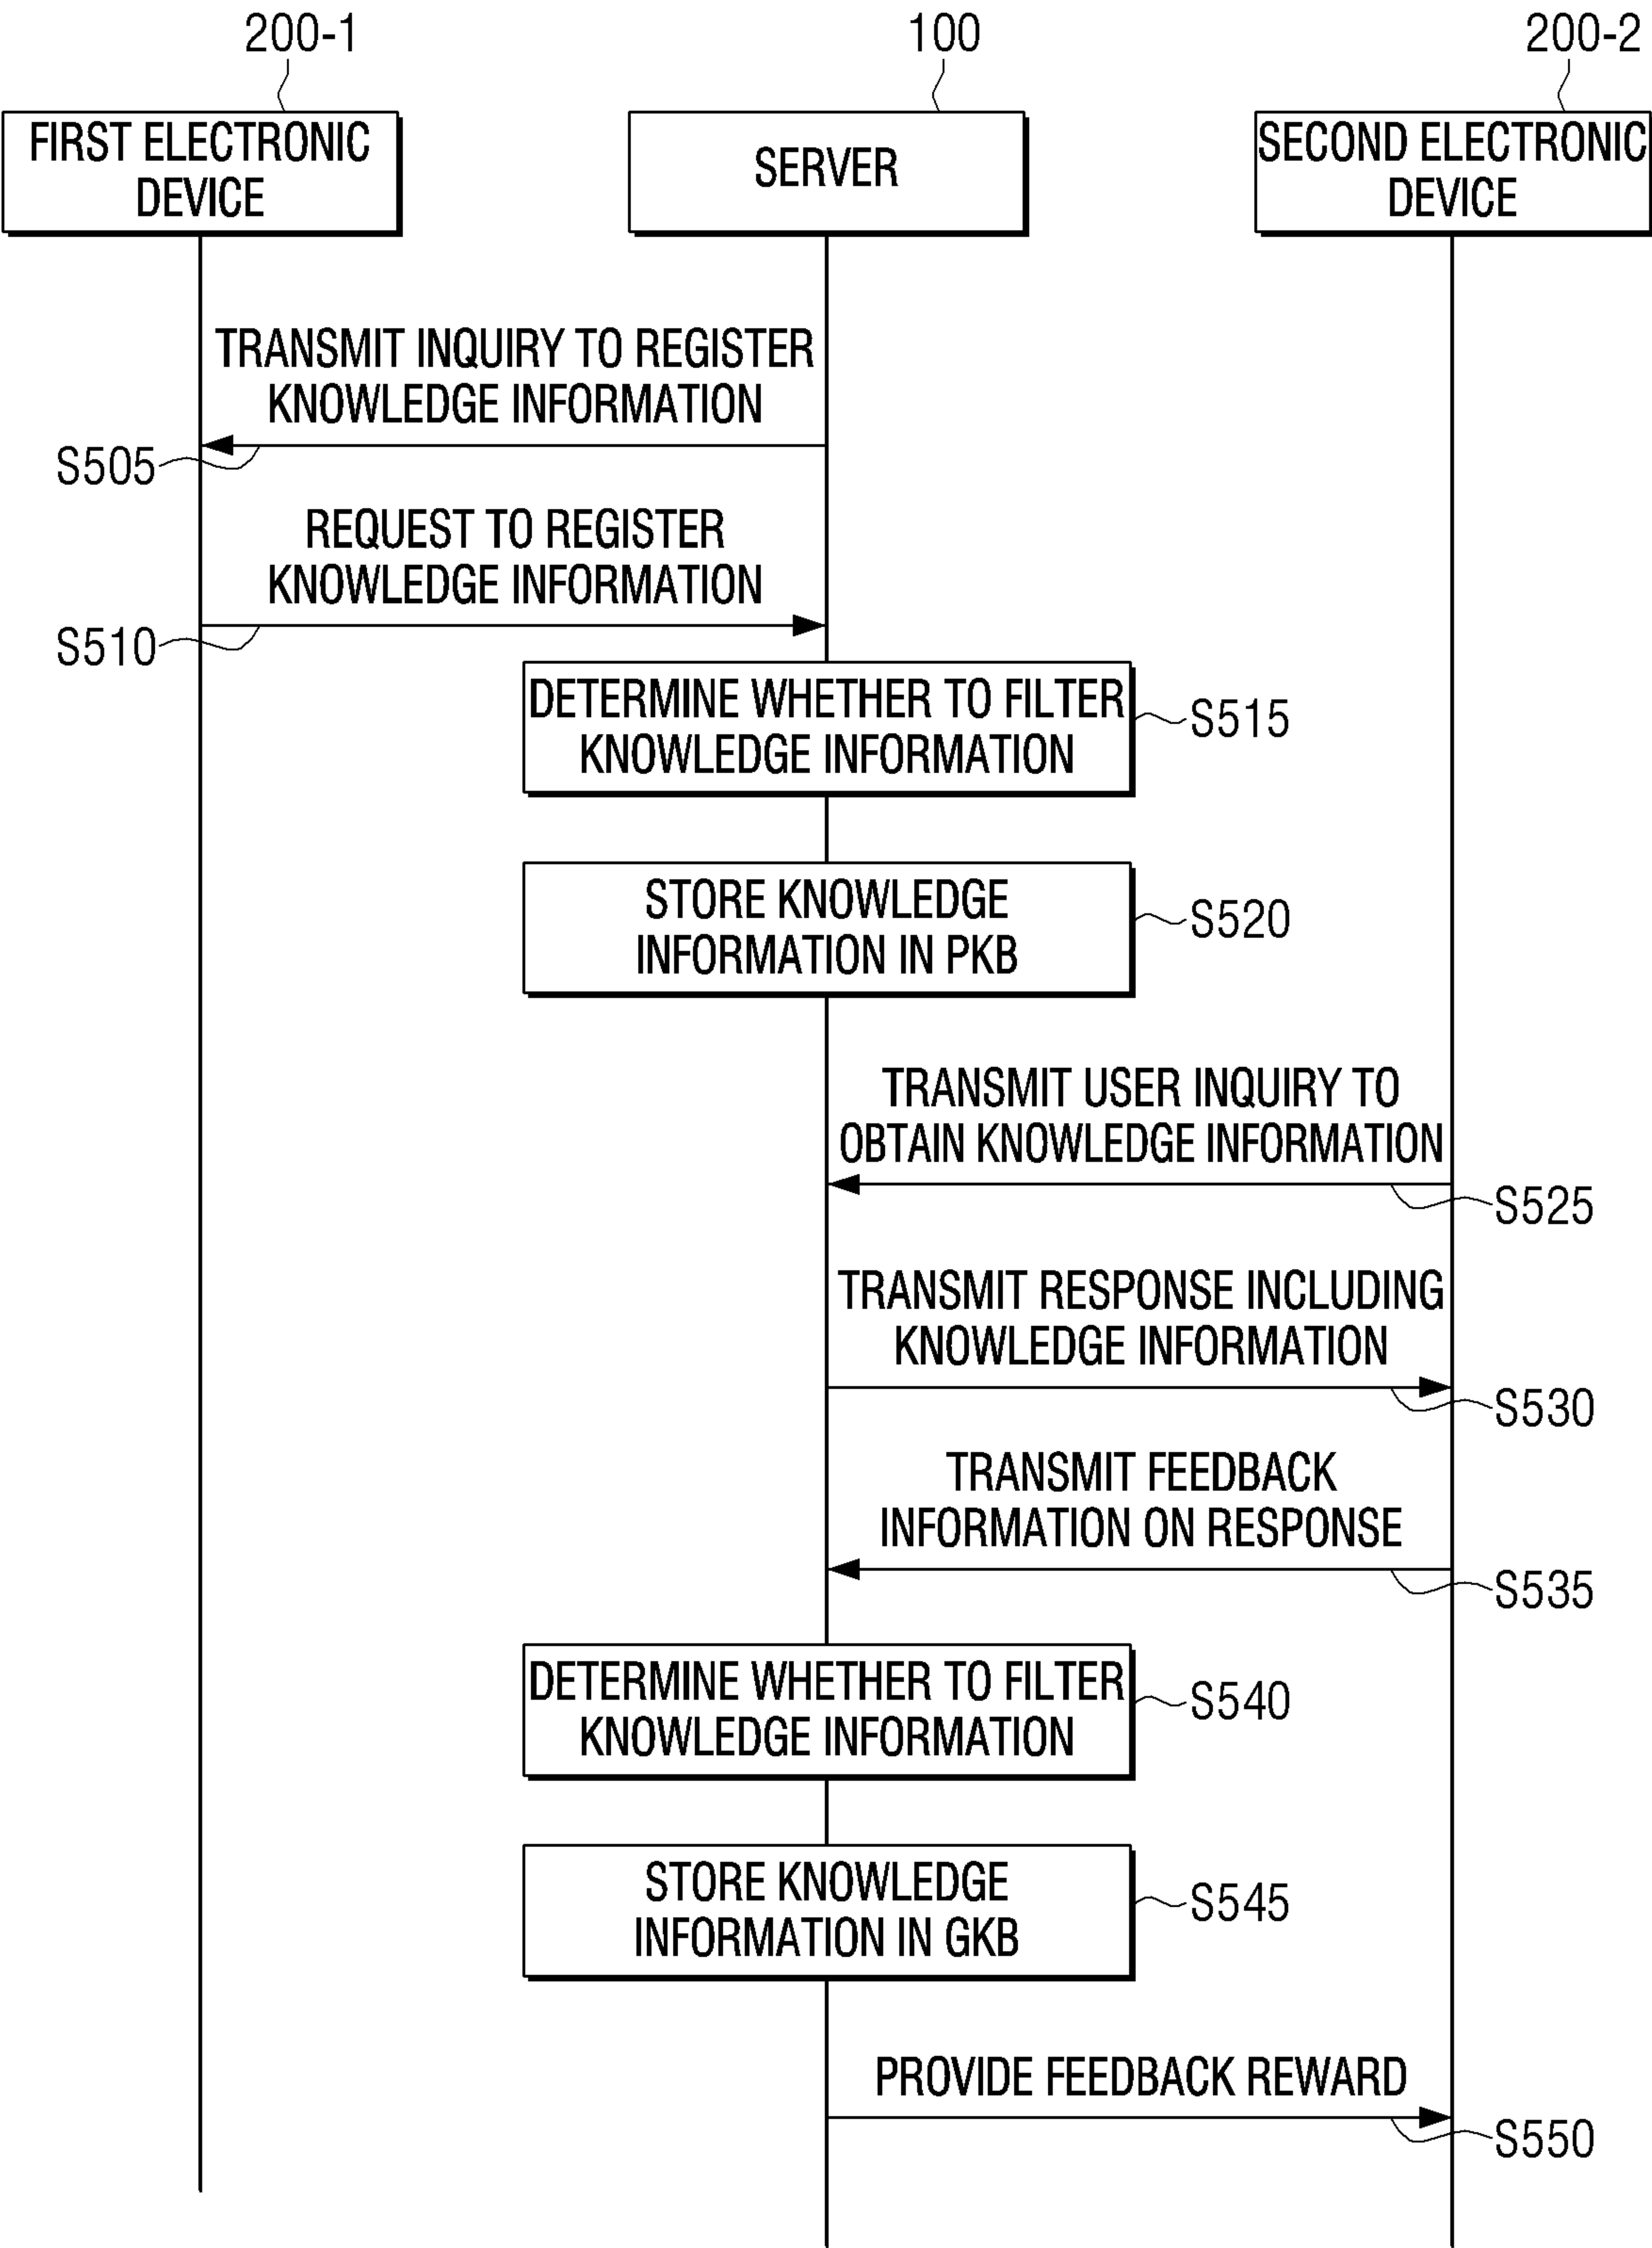 200-1
100
200-2
FIRST ELECTRONIC
DEVICE
SERVER
SECOND ELECTRONIC
DEVICE
TRANSMIT INQUIRY TO REGISTER
KNOWLEDGE INFORMATION
S505
REQUEST TO REGISTER
KNOWLEDGE INFORMATION
S510
DETERMINE WHETHER TO FILTER
KNOWLEDGE INFORMATION
S515
STORE KNOWLEDGE
INFORMATION IN PKB
S520
TRANSMIT USER INQUIRY TO
OBTAIN KNOWLEDGE INFORMATION
S525
TRANSMIT RESPONSE INCLUDING
KNOWLEDGE INFORMATION
S530
TRANSMIT FEEDBACK
INFORMATION ON RESPONSE
S535
DETERMINE WHETHER TO FILTER
KNOWLEDGE INFORMATION
S540
STORE KNOWLEDGE
INFORMATION IN GKB
S545
PROVIDE FEEDBACK REWARD
S550